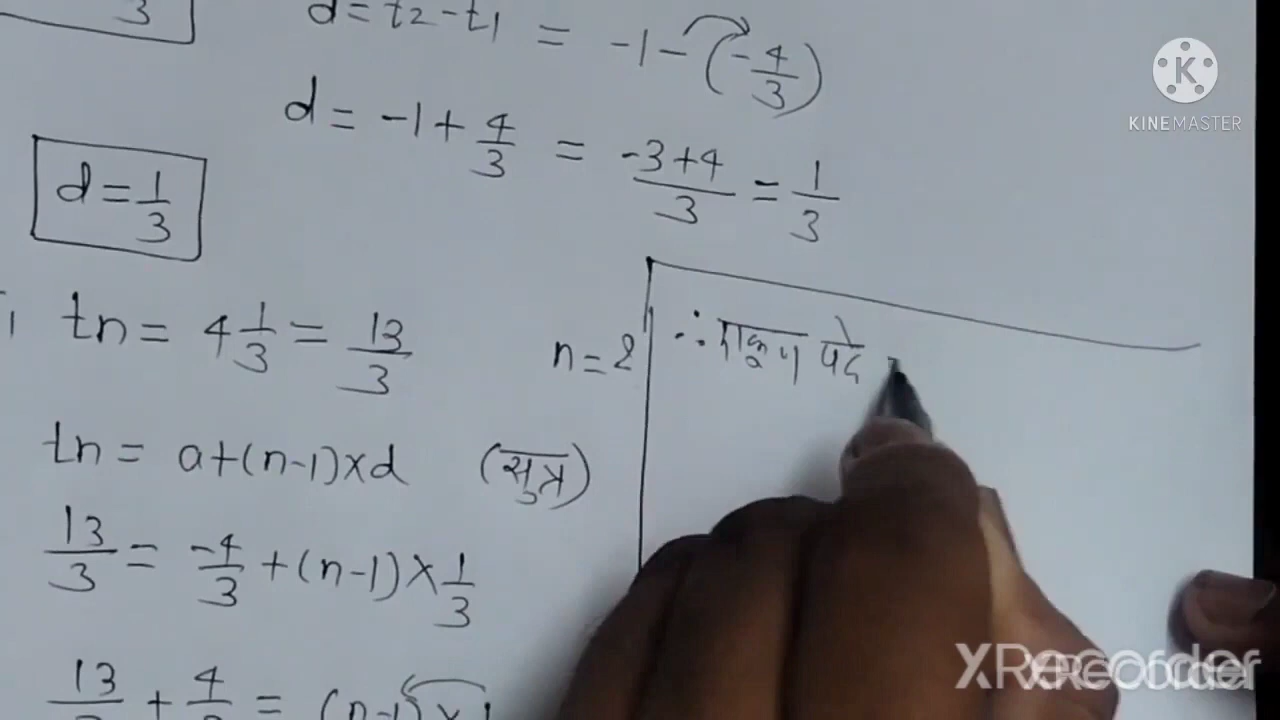 3
d = t2 - t1 = -1 - (-4/3)
d = -1 + 4/3 = -3+4/3 = 1/3
d = 1/3
tn = 4 1/3 = 13/3
n = 2
∴ एकूण पदे
tn = a+(n-1)×d (सुत्र)
13/3 = -4/3 + (n-1) × 1/3
13/3 + 4/3 = (n-1) × 1
K
KINEMASTER
XRecorder